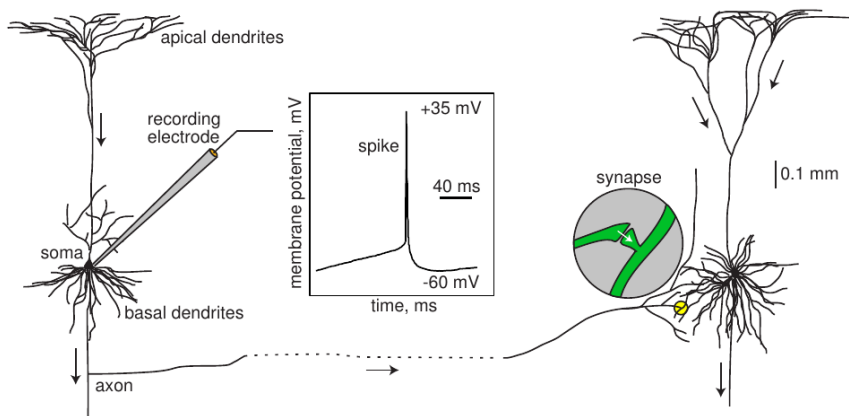 apical dendrites
recording
electrode
soma
basal dendrites
axon
membrane potential, mV
+35 mV
spike
40 ms
-60 mV
time, ms
synapse
0.1 mm